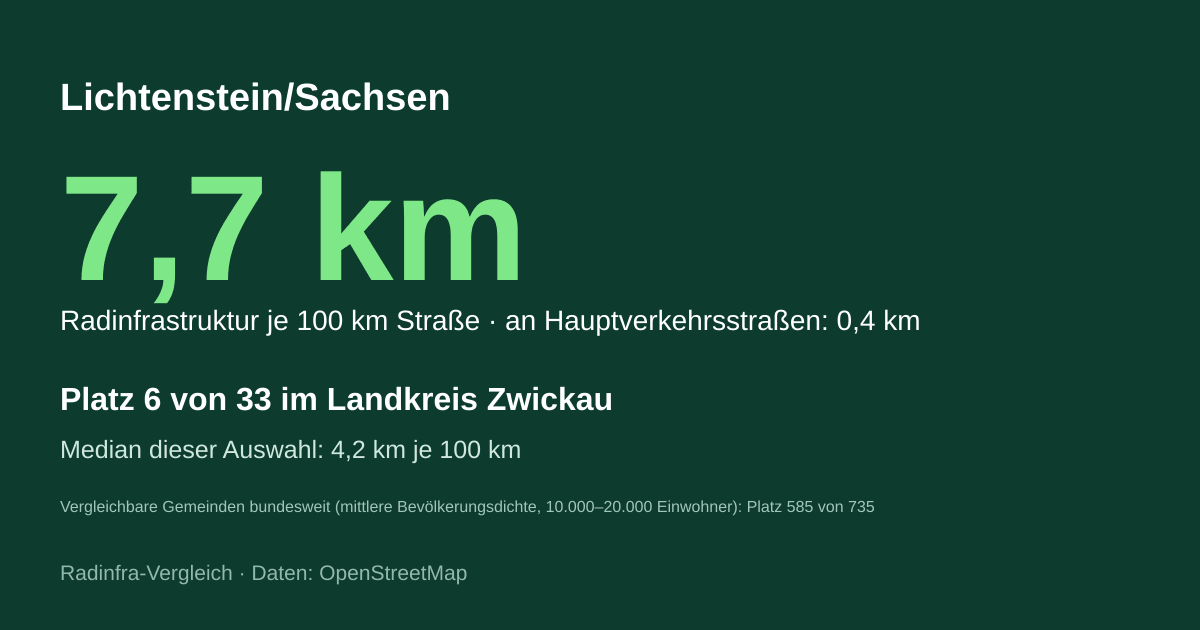 Lichtenstein/Sachsen
7,7 km
Radinfrastruktur je 100 km Straße · an Hauptverkehrsstraßen: 0,4 km
Platz 6 von 33 im Landkreis Zwickau
Median dieser Auswahl: 4,2 km je 100 km
Vergleichbare Gemeinden bundesweit (mittlere Bevölkerungsdichte, 10.000–20.000 Einwohner): Platz 585 von 735
Radinfra-Vergleich · Daten: OpenStreetMap